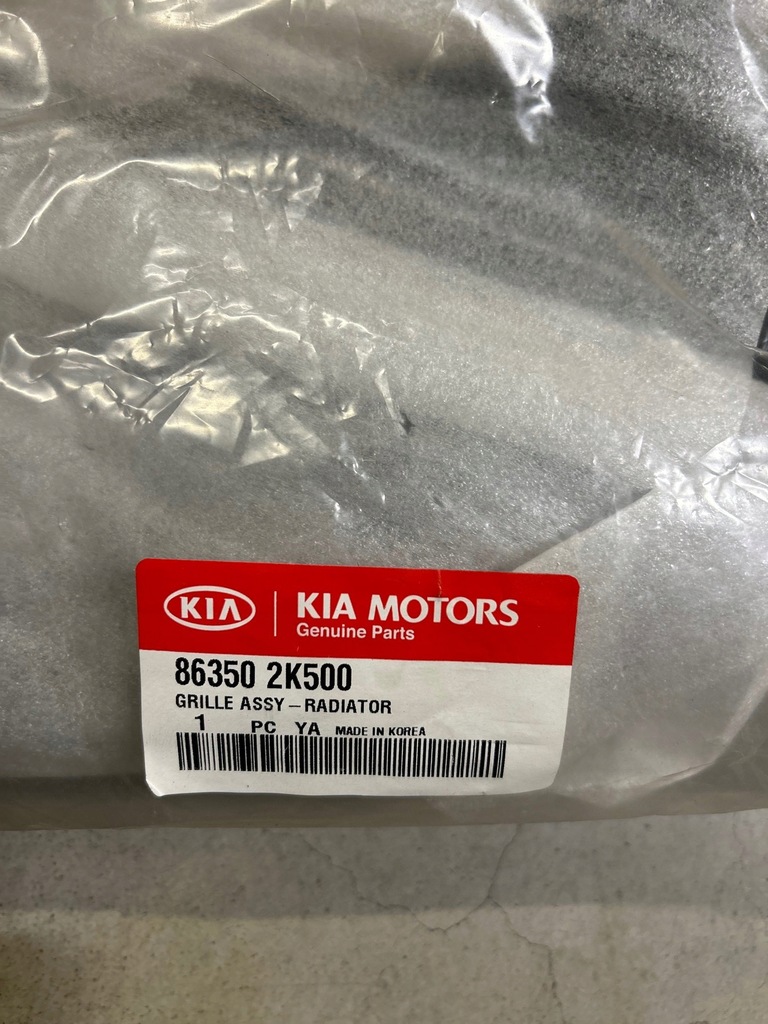 KIA
KIA MOTORS
Genuine Parts
86350 2K500
GRILLE ASSY–RADIATOR
1 PC YA MADE IN KOREA